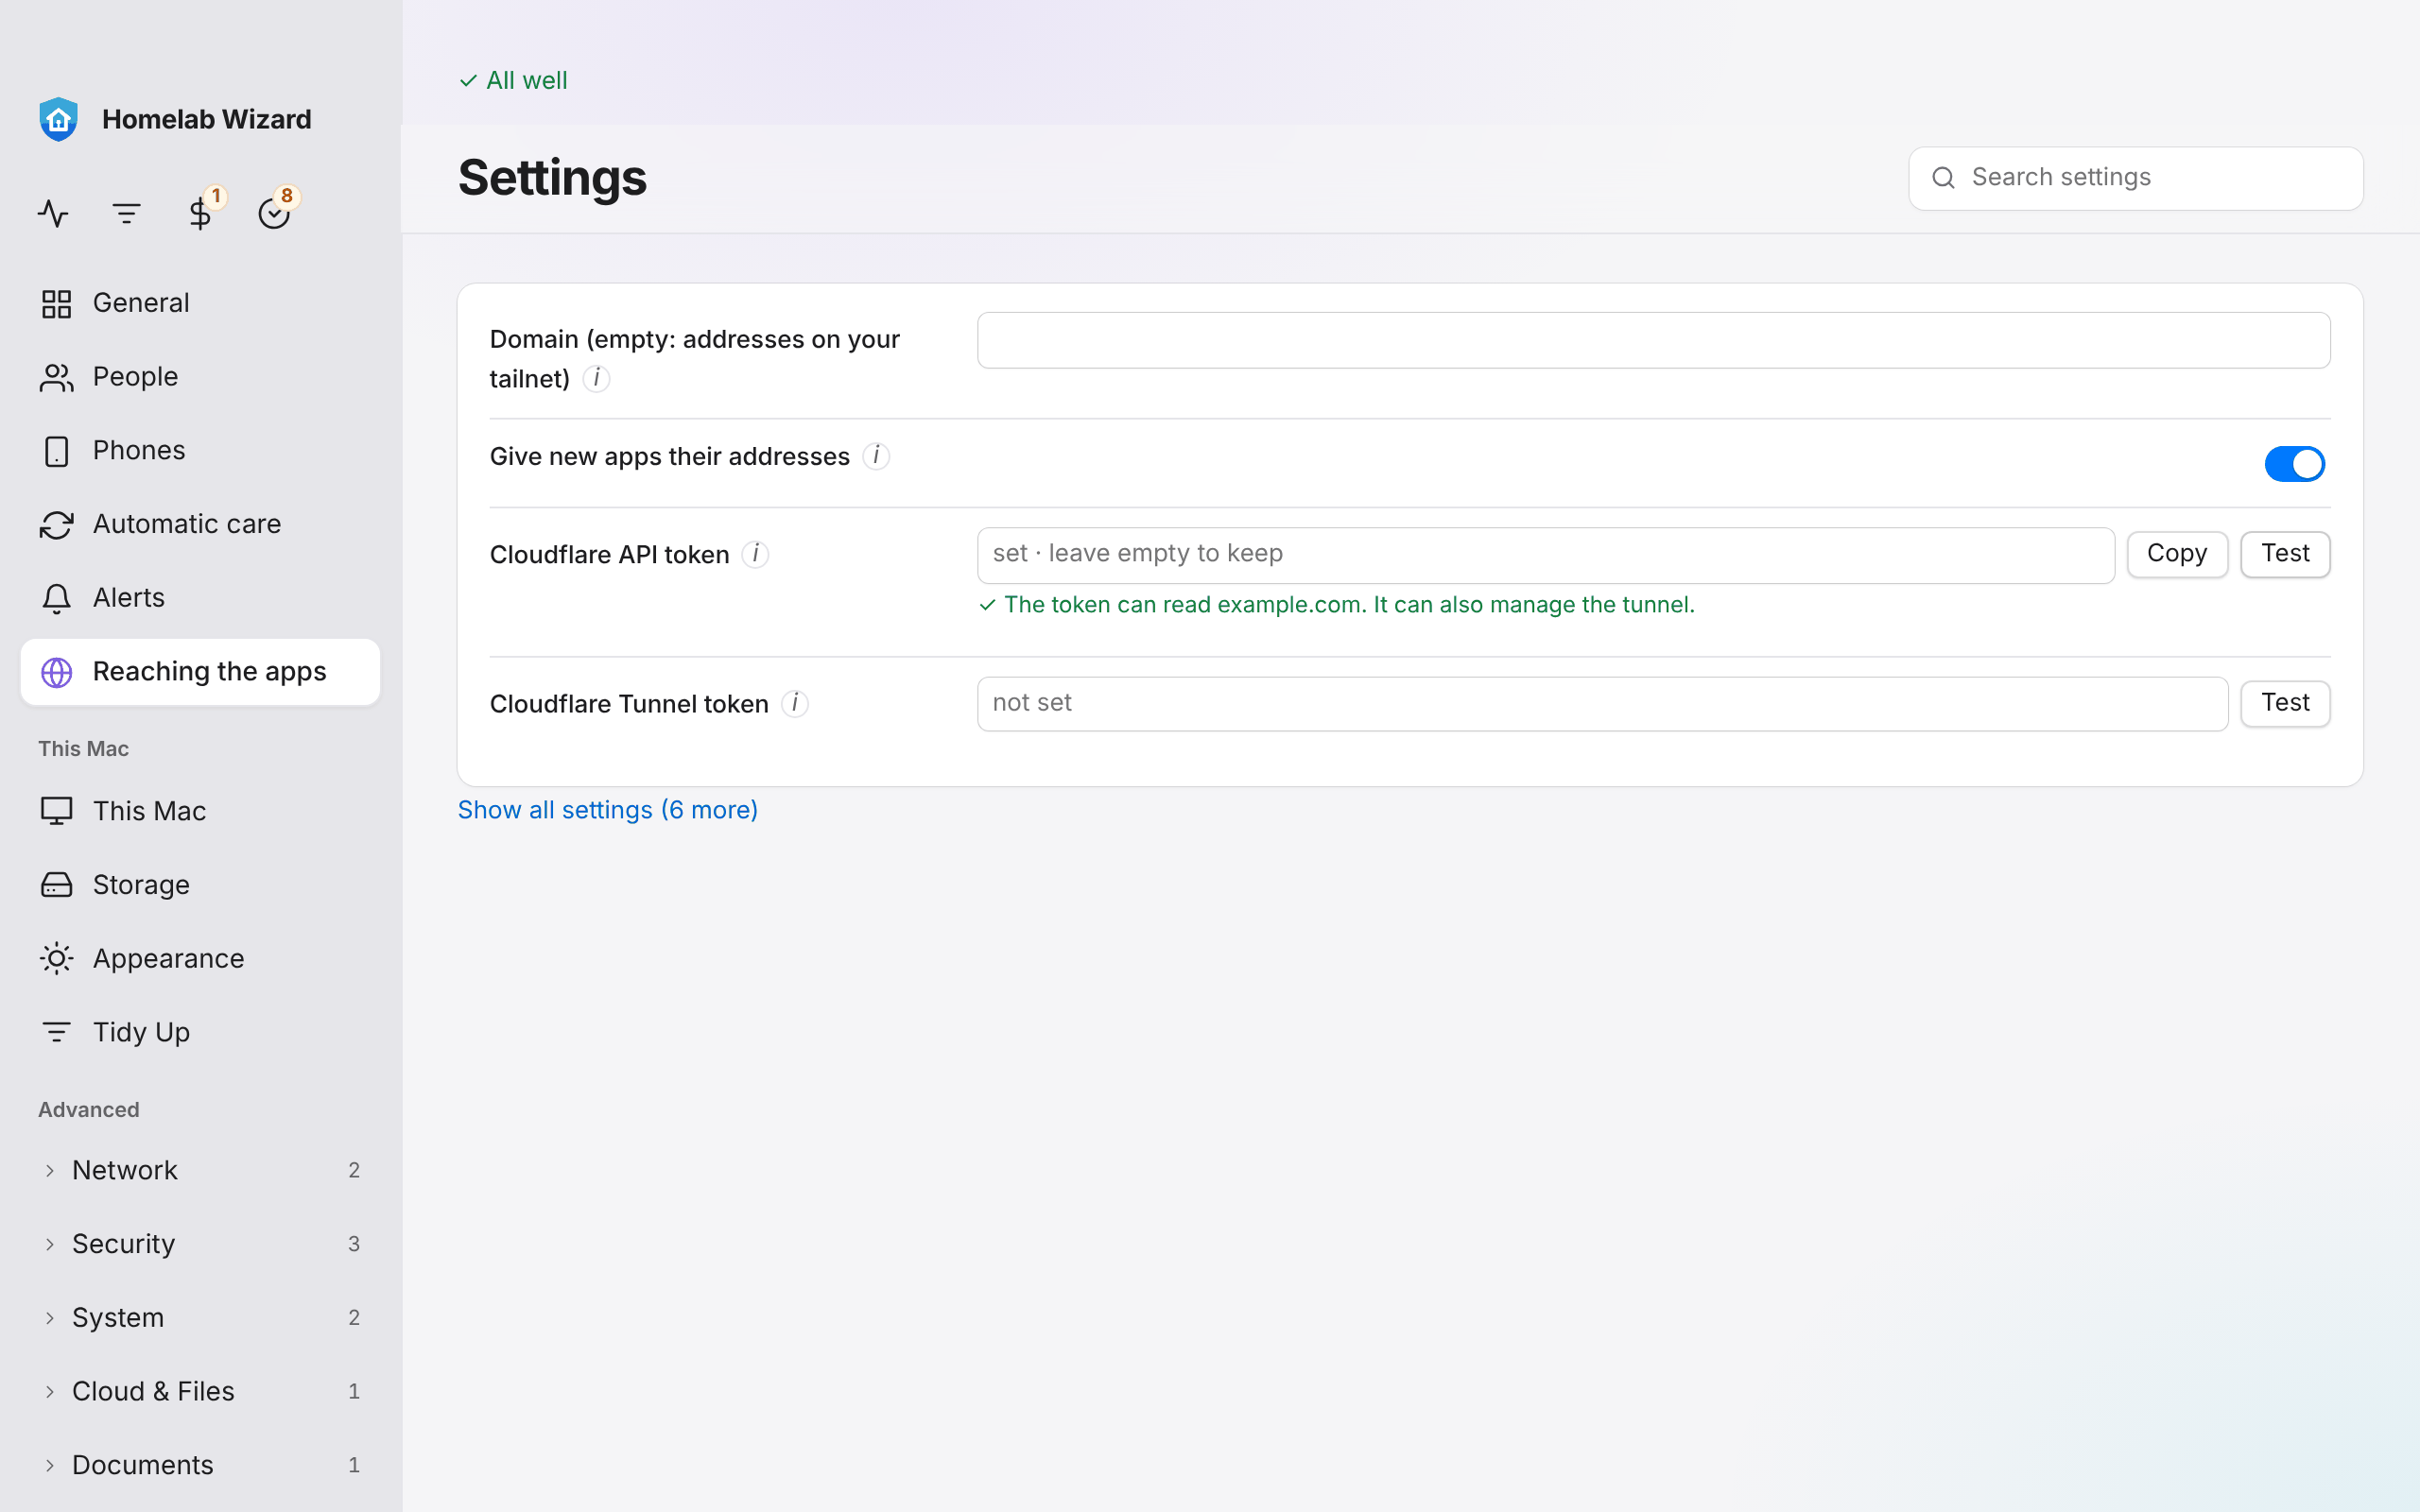 Homelab Wizard
1
8
General
People
Phones
Automatic care
Alerts
Reaching the apps
This Mac
This Mac
Storage
Appearance
Tidy Up
Advanced
Network 2
Security 3
System 2
Cloud & Files 1
Documents 1
All well
Settings
Search settings
Domain (empty: addresses on your
tailnet) i
Give new apps their addresses i
Cloudflare API token i
set · leave empty to keep
Copy
Test
The token can read example.com. It can also manage the tunnel.
Cloudflare Tunnel token i
not set
Test
Show all settings (6 more)